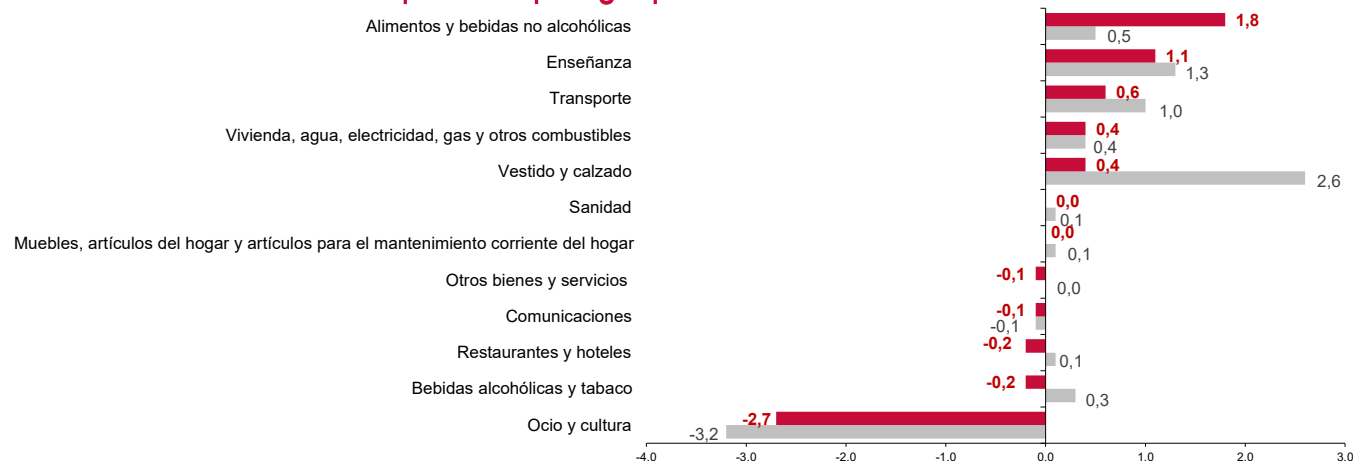 Alimentos y bebidas no alcohólicas
1,8
0,5
Enseñanza
1,1
1,3
Transporte
0,6
1,0
Vivienda, agua, electricidad, gas y otros combustibles
0,4
0,4
Vestido y calzado
0,4
2,6
Sanidad
0,0
0,1
Muebles, artículos del hogar y artículos para el mantenimiento corriente del hogar
0,0
0,1
Otros bienes y servicios
-0,1
0,0
Comunicaciones
-0,1
-0,1
Restaurantes y hoteles
-0,2
0,1
Bebidas alcohólicas y tabaco
-0,2
0,3
Ocio y cultura
-2,7
-3,2
-4,0 -3,0 -2,0 -1,0 0,0 1,0 2,0 3,0